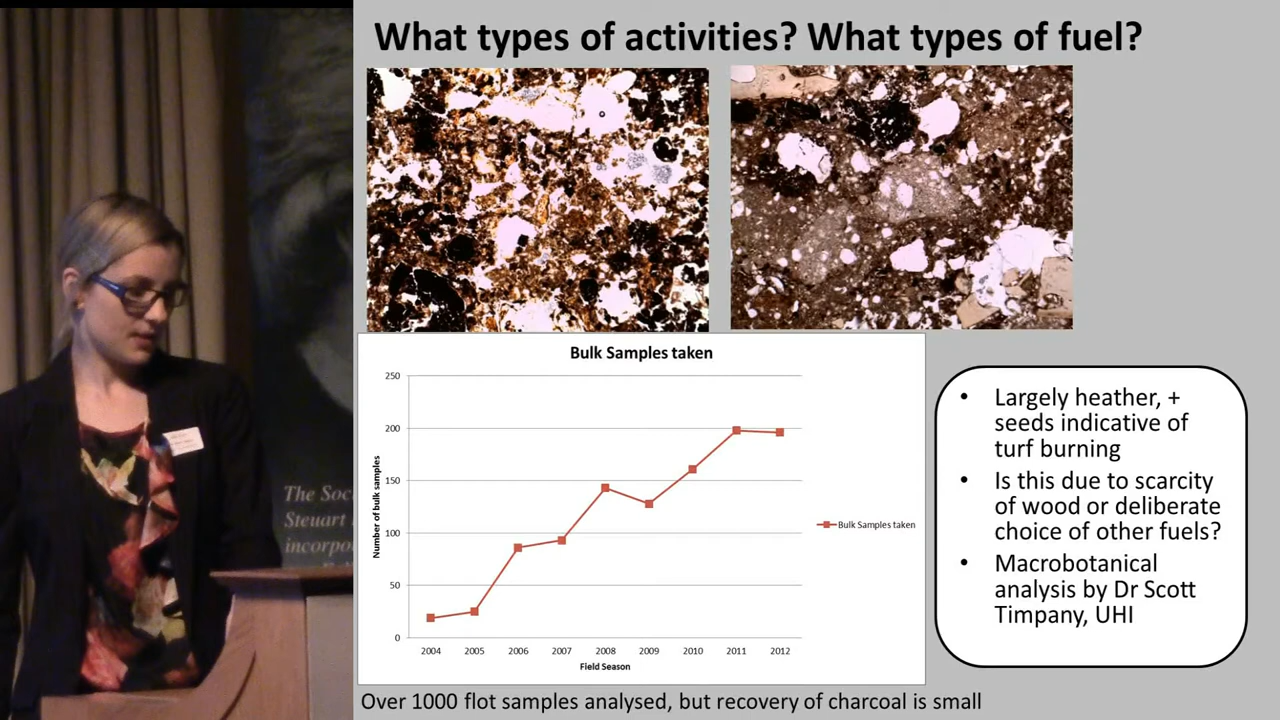 What types of activities? What types of fuel?
Bulk Samples taken
250
200
150
100
50
0
Number of bulk samples
2004 2005 2006 2007 2008 2009 2010 2011 2012
Field Season
Bulk Samples taken
• Largely heather, +
seeds indicative of
turf burning
• Is this due to scarcity
of wood or deliberate
choice of other fuels?
• Macrobotanical
analysis by Dr Scott
Timpany, UHI
Over 1000 flot samples analysed, but recovery of charcoal is small
The Soc
Steuart
incorpo